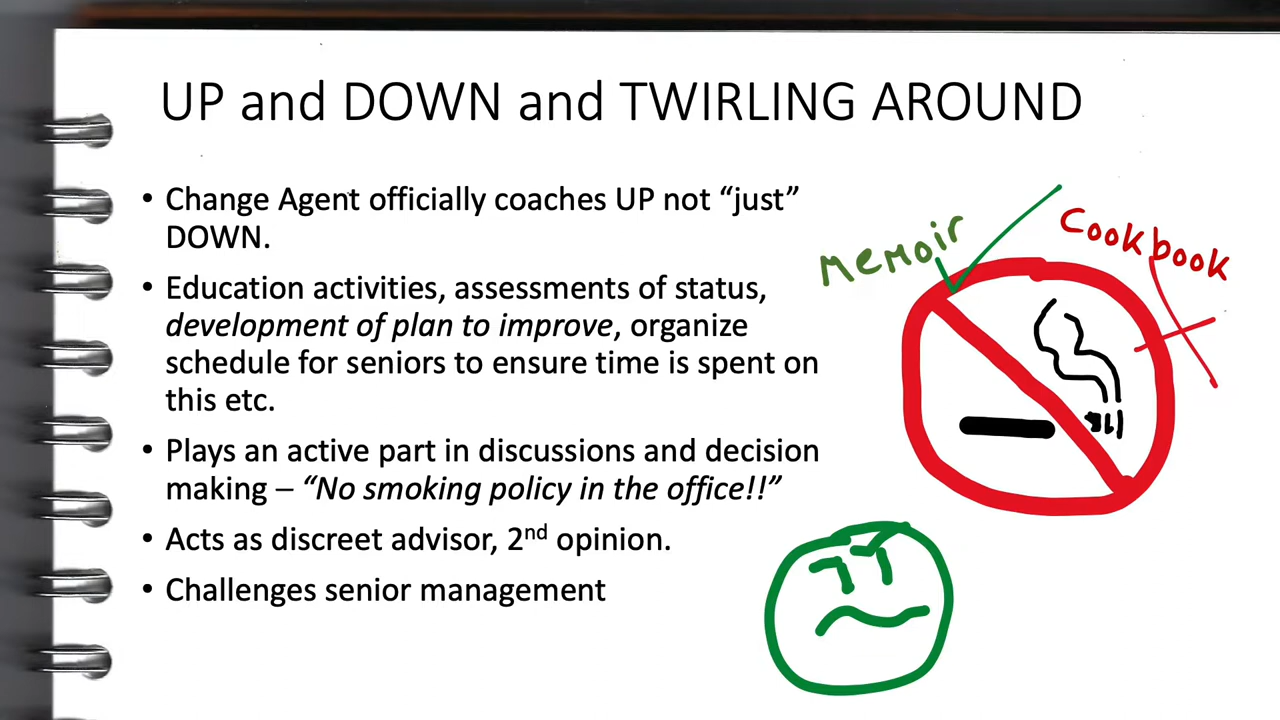 UP and DOWN and TWIRLING AROUND
• Change Agent officially coaches UP not “just”
DOWN.
• Education activities, assessments of status,
development of plan to improve, organize
schedule for seniors to ensure time is spent on
this etc.
• Plays an active part in discussions and decision
making – “No smoking policy in the office!!”
• Acts as discreet advisor, 2nd opinion.
• Challenges senior management
Memoir
Cookbook